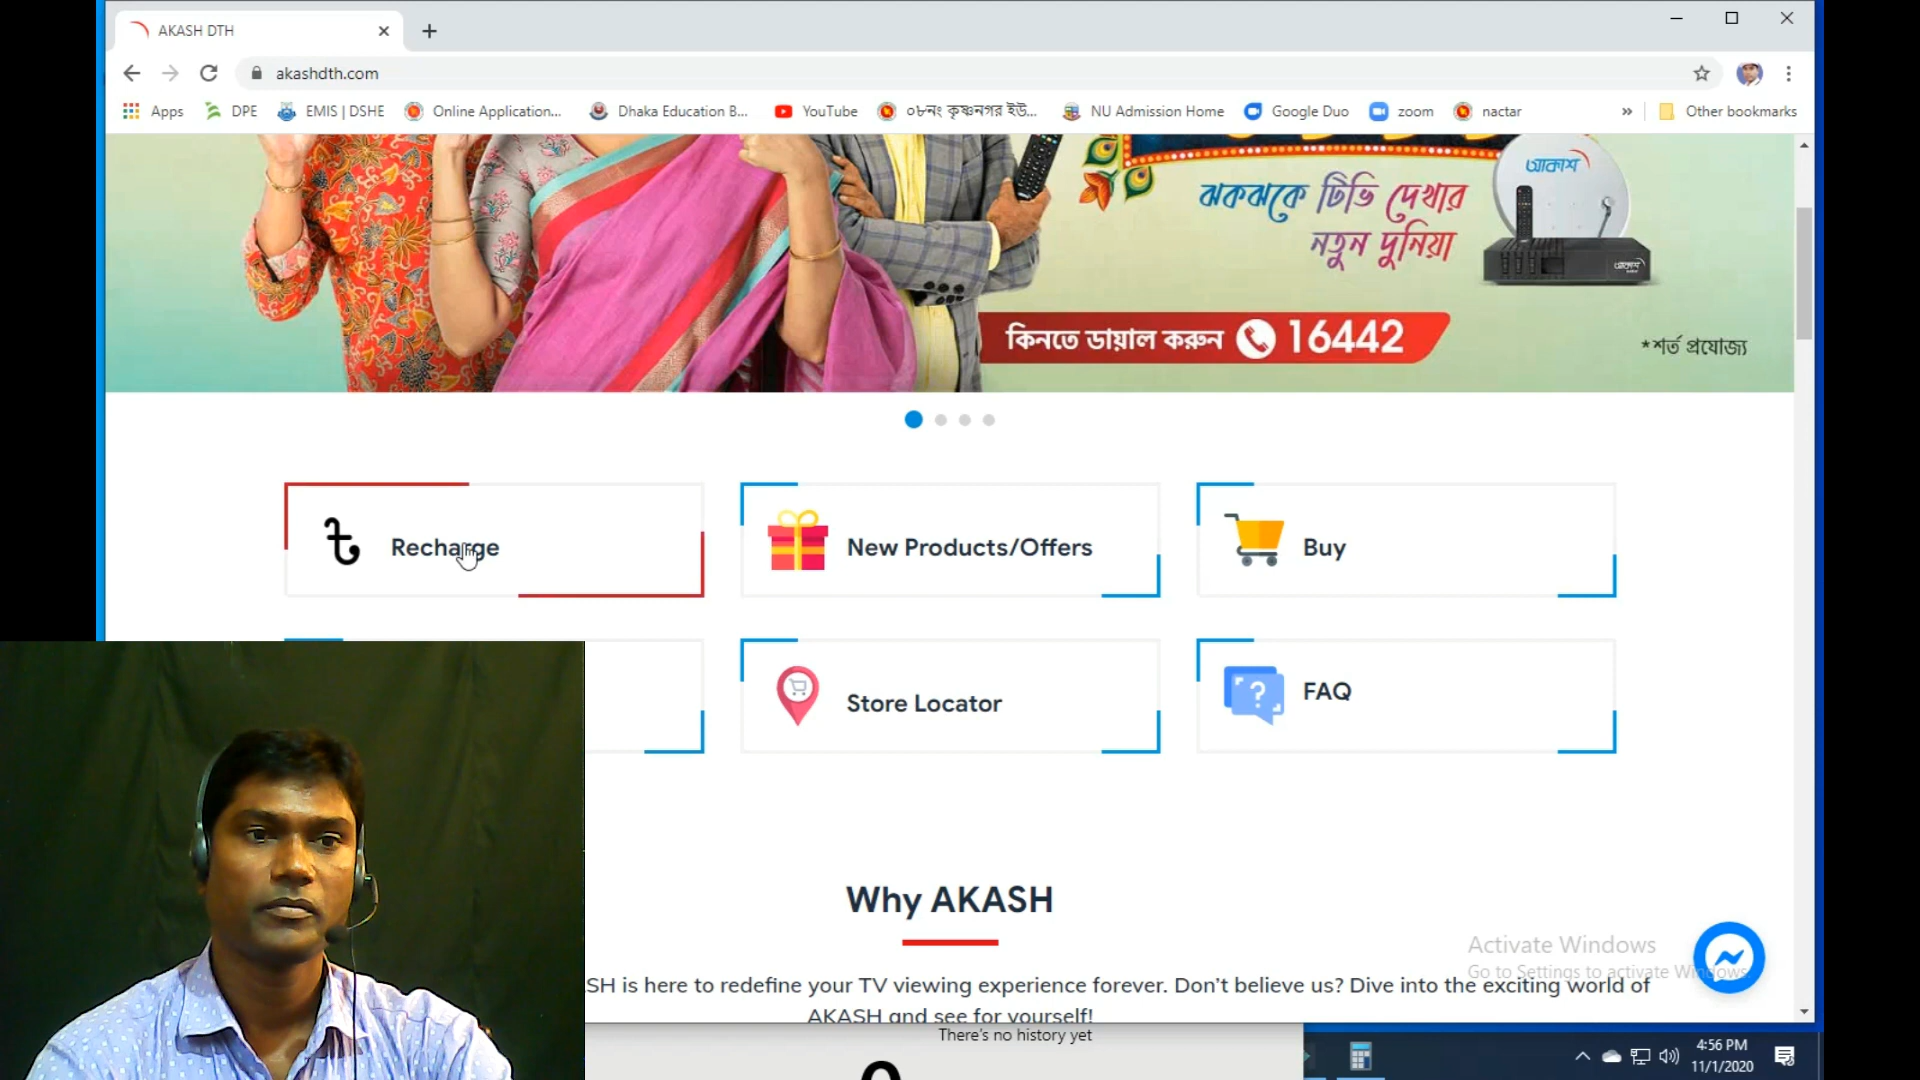 AKASH DTH
akashdth.com
Apps DPE EMIS | DSHE Online Application... Dhaka Education B... YouTube ০৮নং কৃষ্ণনগর ইউ... NU Admission Home Google Duo zoom nactar » Other bookmarks
আকাশ
ঝকঝকে টিভি দেখার
নতুন দুনিয়া
আকাশ
কিনতে ডায়াল করুন 16442
*শর্ত প্রযোজ্য
Recharge
New Products/Offers
Buy
Store Locator
FAQ
Why AKASH
Activate Windows
Go to Settings to activate Windows.
SH is here to redefine your TV viewing experience forever. Don't believe us? Dive into the exciting world of
AKASH and see for yourself!
There's no history yet
4:56 PM
11/1/2020